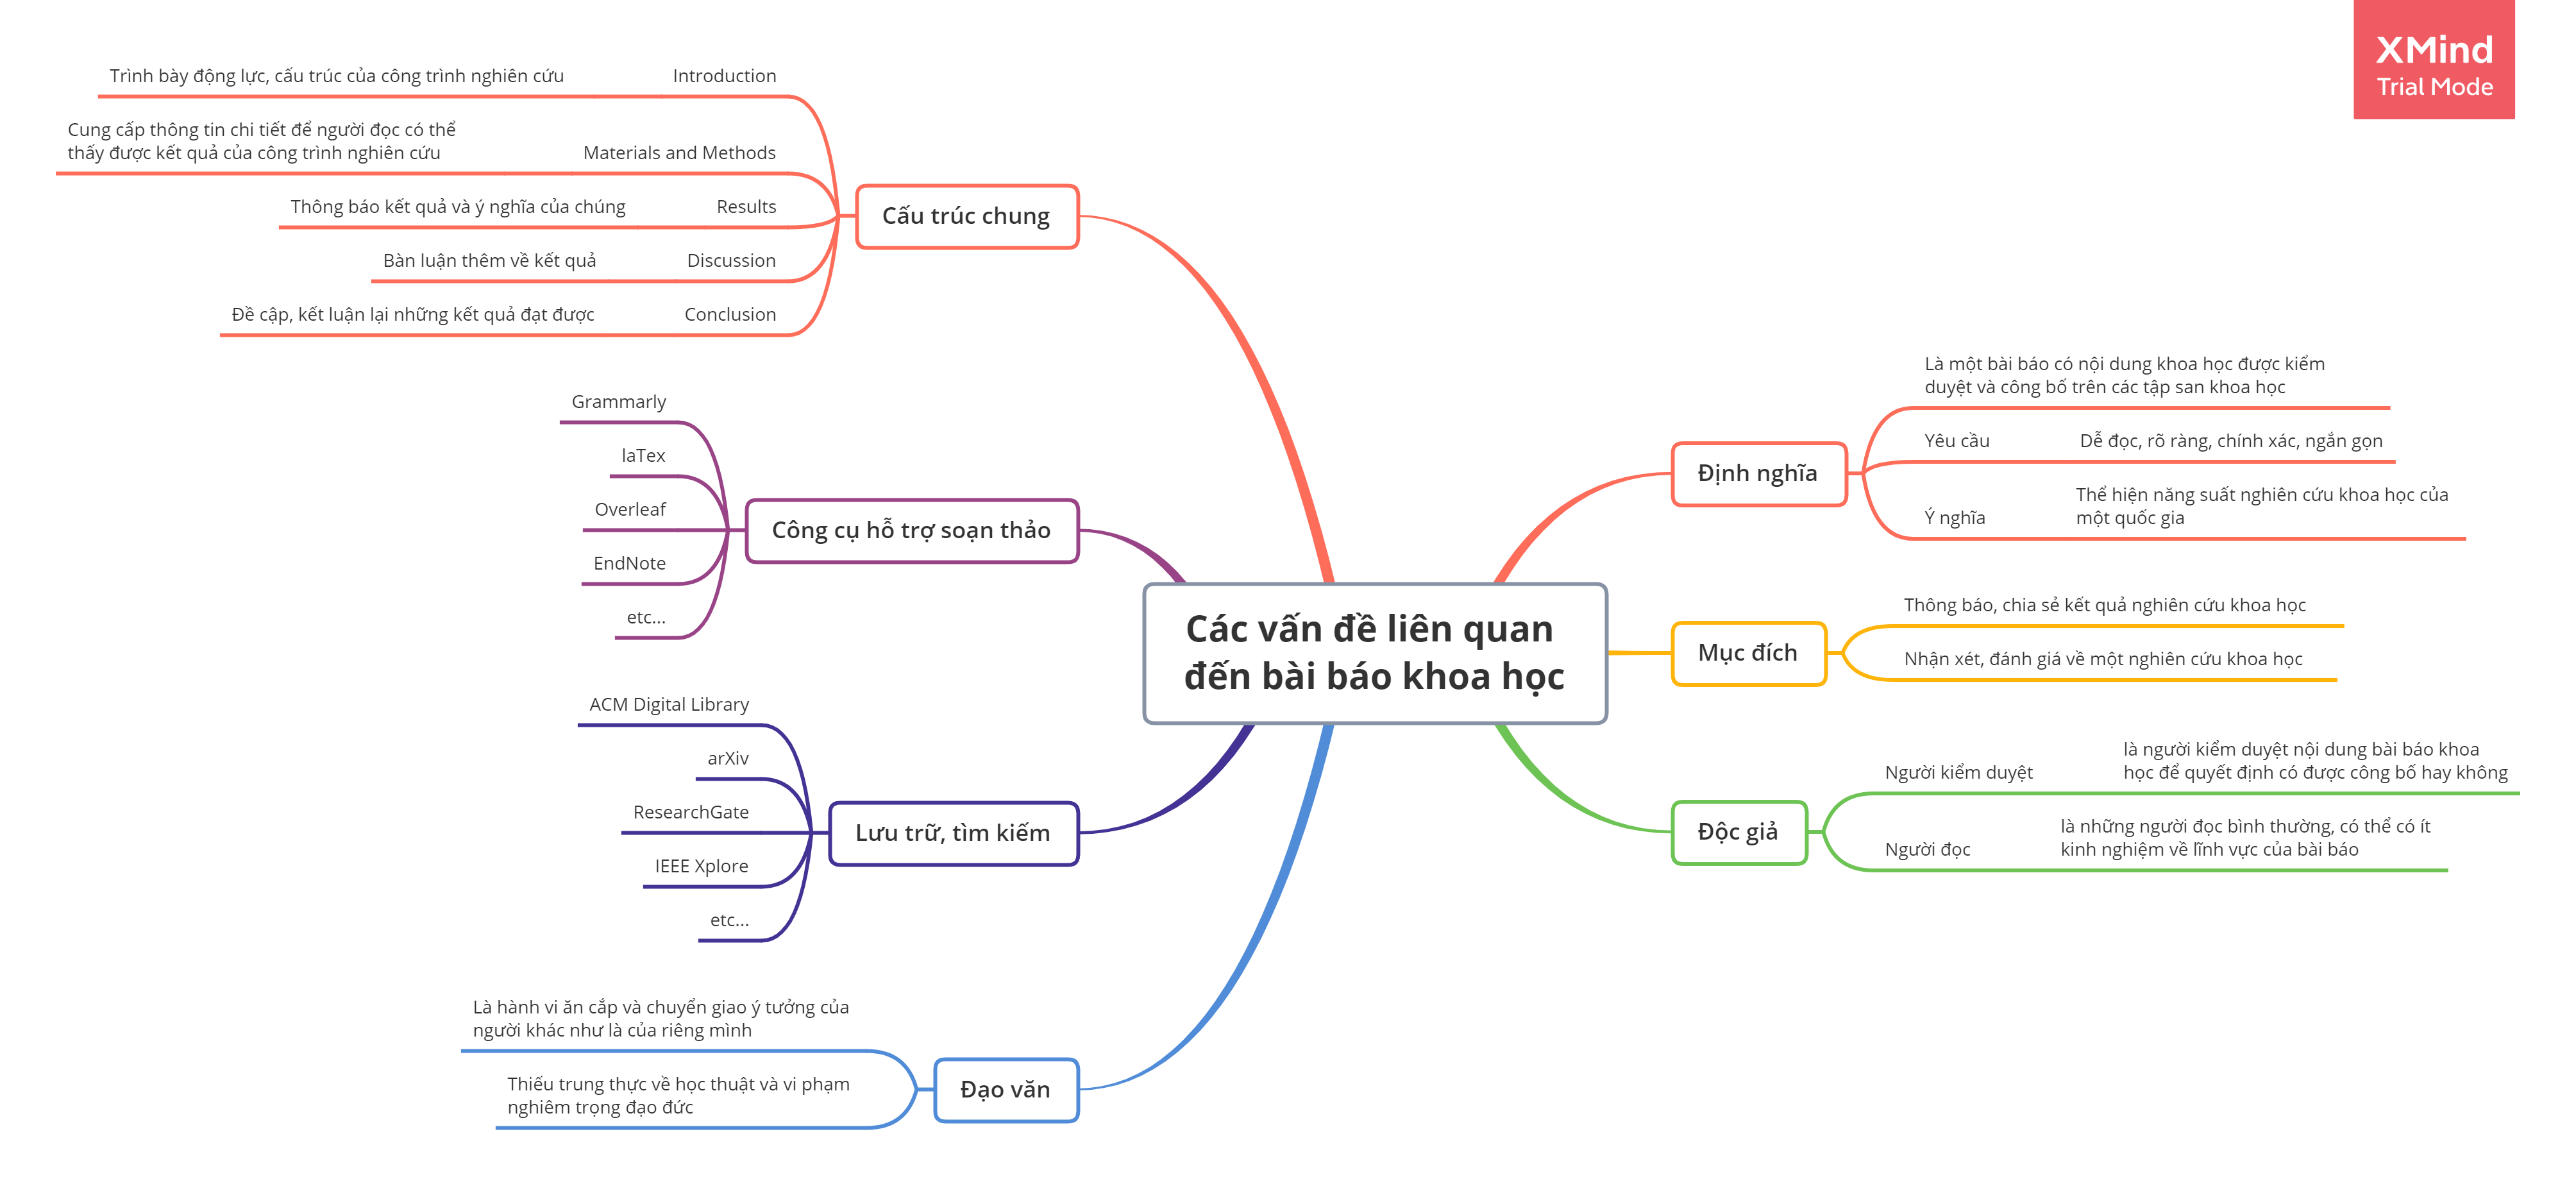 XMind
Trial Mode
Các vấn đề liên quan
đến bài báo khoa học
Định nghĩa
Là một bài báo có nội dung khoa học được kiểm
duyệt và công bố trên các tập san khoa học
Yêu cầu
Dễ đọc, rõ ràng, chính xác, ngắn gọn
Ý nghĩa
Thể hiện năng suất nghiên cứu khoa học của
một quốc gia
Mục đích
Thông báo, chia sẻ kết quả nghiên cứu khoa học
Nhận xét, đánh giá về một nghiên cứu khoa học
Độc giả
Người kiểm duyệt
là người kiểm duyệt nội dung bài báo khoa
học để quyết định có được công bố hay không
Người đọc
là những người đọc bình thường, có thể có ít
kinh nghiệm về lĩnh vực của bài báo
Cấu trúc chung
Introduction
Trình bày động lực, cấu trúc của công trình nghiên cứu
Materials and Methods
Cung cấp thông tin chi tiết để người đọc có thể
thấy được kết quả của công trình nghiên cứu
Results
Thông báo kết quả và ý nghĩa của chúng
Discussion
Bàn luận thêm về kết quả
Conclusion
Đề cập, kết luận lại những kết quả đạt được
Công cụ hỗ trợ soạn thảo
Grammarly
laTex
Overleaf
EndNote
etc...
Lưu trữ, tìm kiếm
ACM Digital Library
arXiv
ResearchGate
IEEE Xplore
etc...
Đạo văn
Là hành vi ăn cắp và chuyển giao ý tưởng của
người khác như là của riêng mình
Thiếu trung thực về học thuật và vi phạm
nghiêm trọng đạo đức